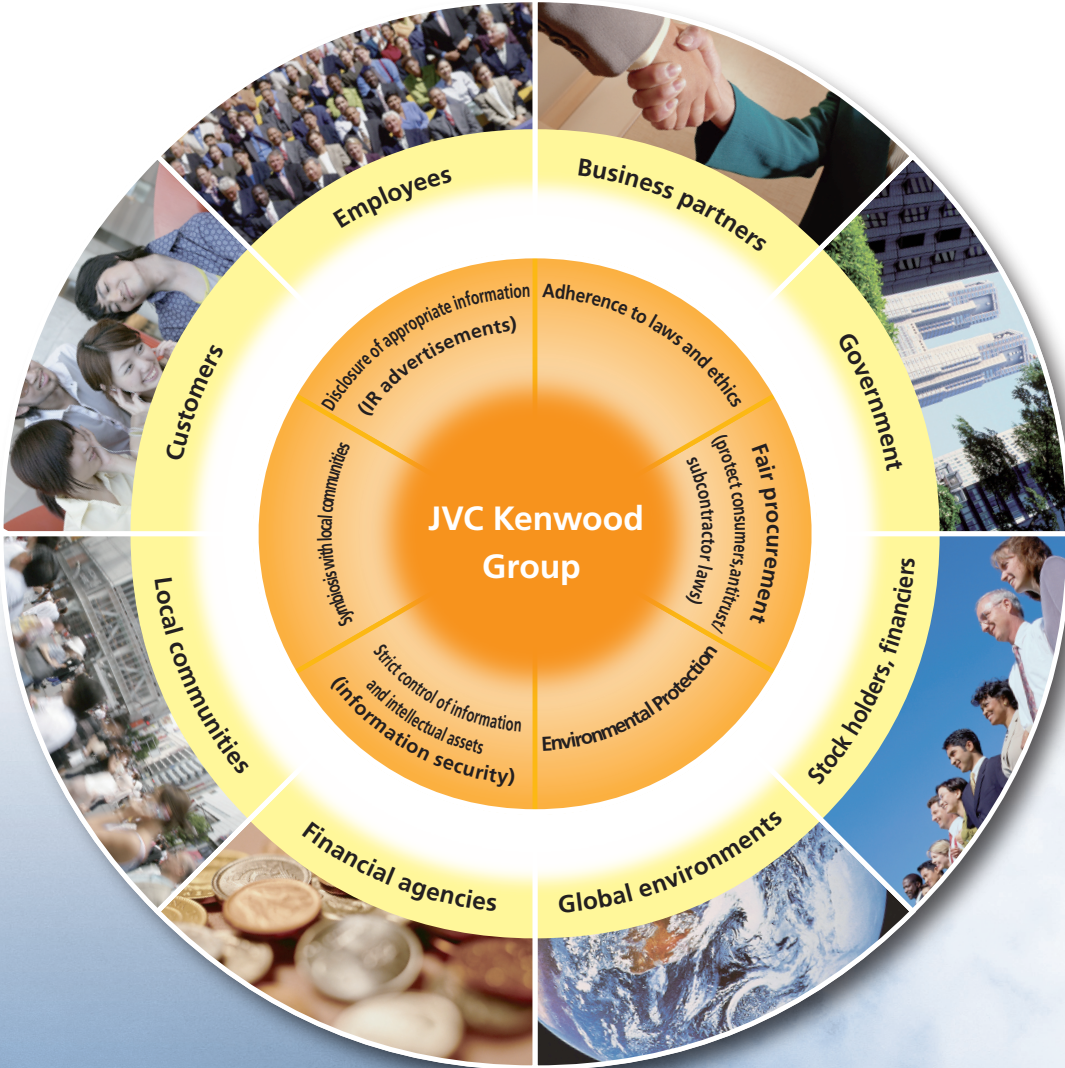 Employees
Business partners
Government
Stock holders, financiers
Global environments
Financial agencies
Local communities
Customers
Disclosure of appropriate information
(IR advertisements)
Adherence to laws and ethics
Fair procurement
(protect consumers,antitrust/
subcontractor laws)
Environmental Protection
Strict control of information
and intellectual assets
(information security)
Symbiosis with local communities
JVC Kenwood
Group